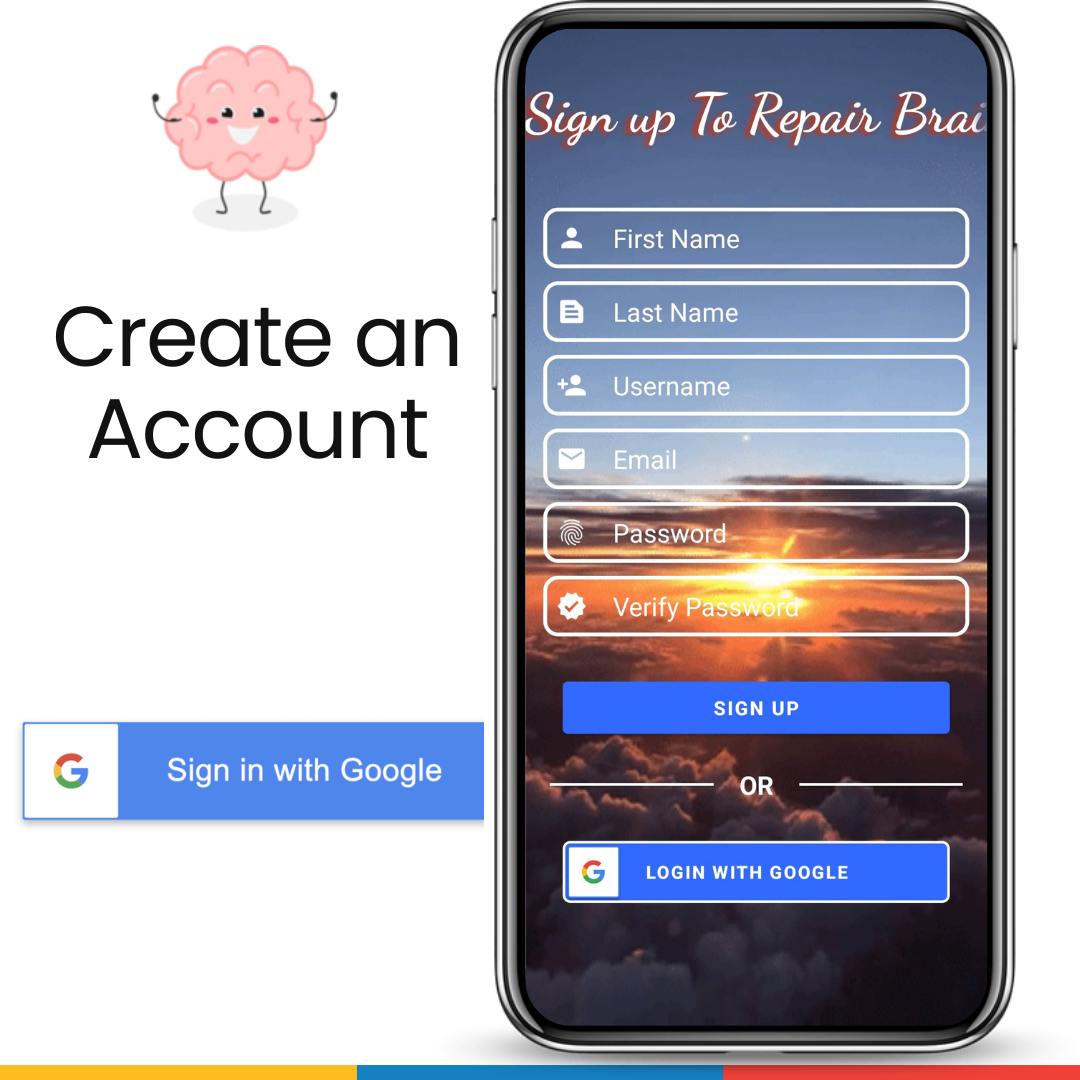 Create an
Account
Sign in with Google
Sign up To Repair Brai
First Name
Last Name
Username
Email
Password
Verify Password
SIGN UP
OR
LOGIN WITH GOOGLE